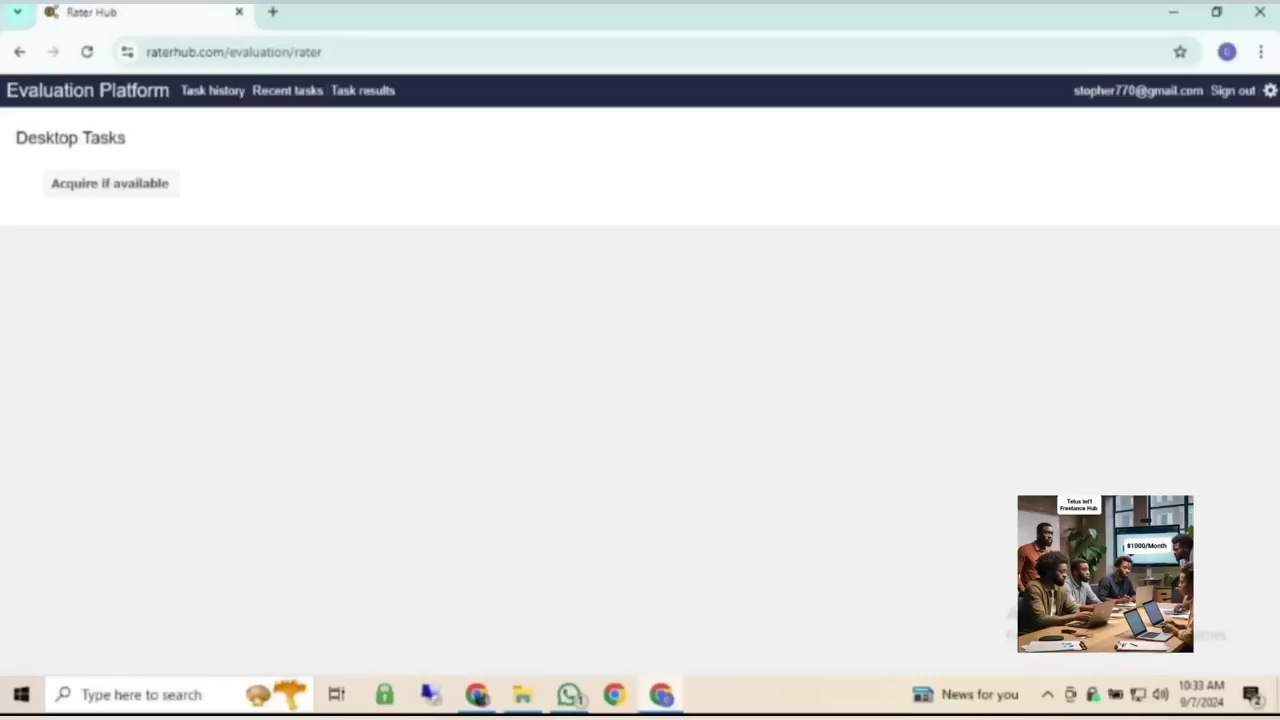 Rater Hub
raterhub.com/evaluation/rater
Evaluation Platform Task history Recent tasks Task results stopher770@gmail.com Sign out
Desktop Tasks
Acquire if available
Telus Int'l
Freelance Hub
$1000/Month
Type here to search
News for you
10:33 AM
9/7/2024